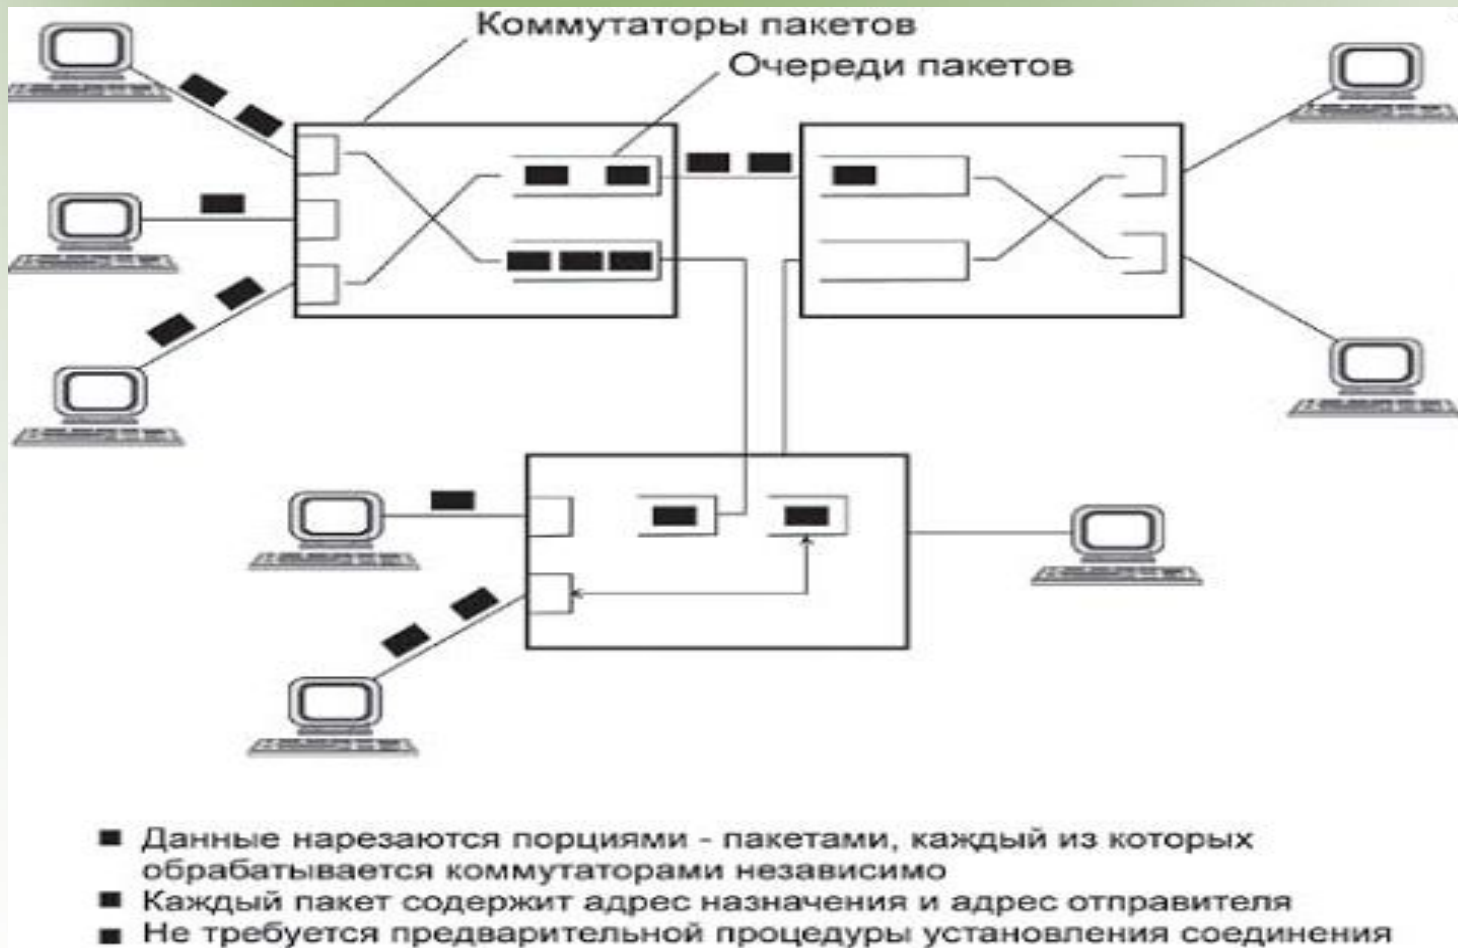 Коммутаторы пакетов
Очереди пакетов
■ Данные нарезаются порциями - пакетами, каждый из которых
обрабатывается коммутаторами независимо
■ Каждый пакет содержит адрес назначения и адрес отправителя
■ Не требуется предварительной процедуры установления соединения